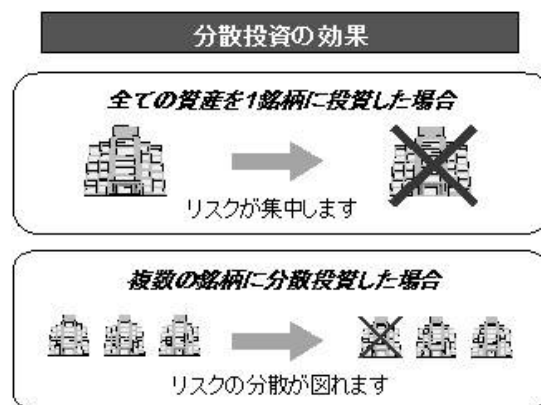 分散投資の効果
全ての資産を1銘柄に投資した場合
リスクが集中します
複数の銘柄に分散投資した場合
リスクの分散が図れます